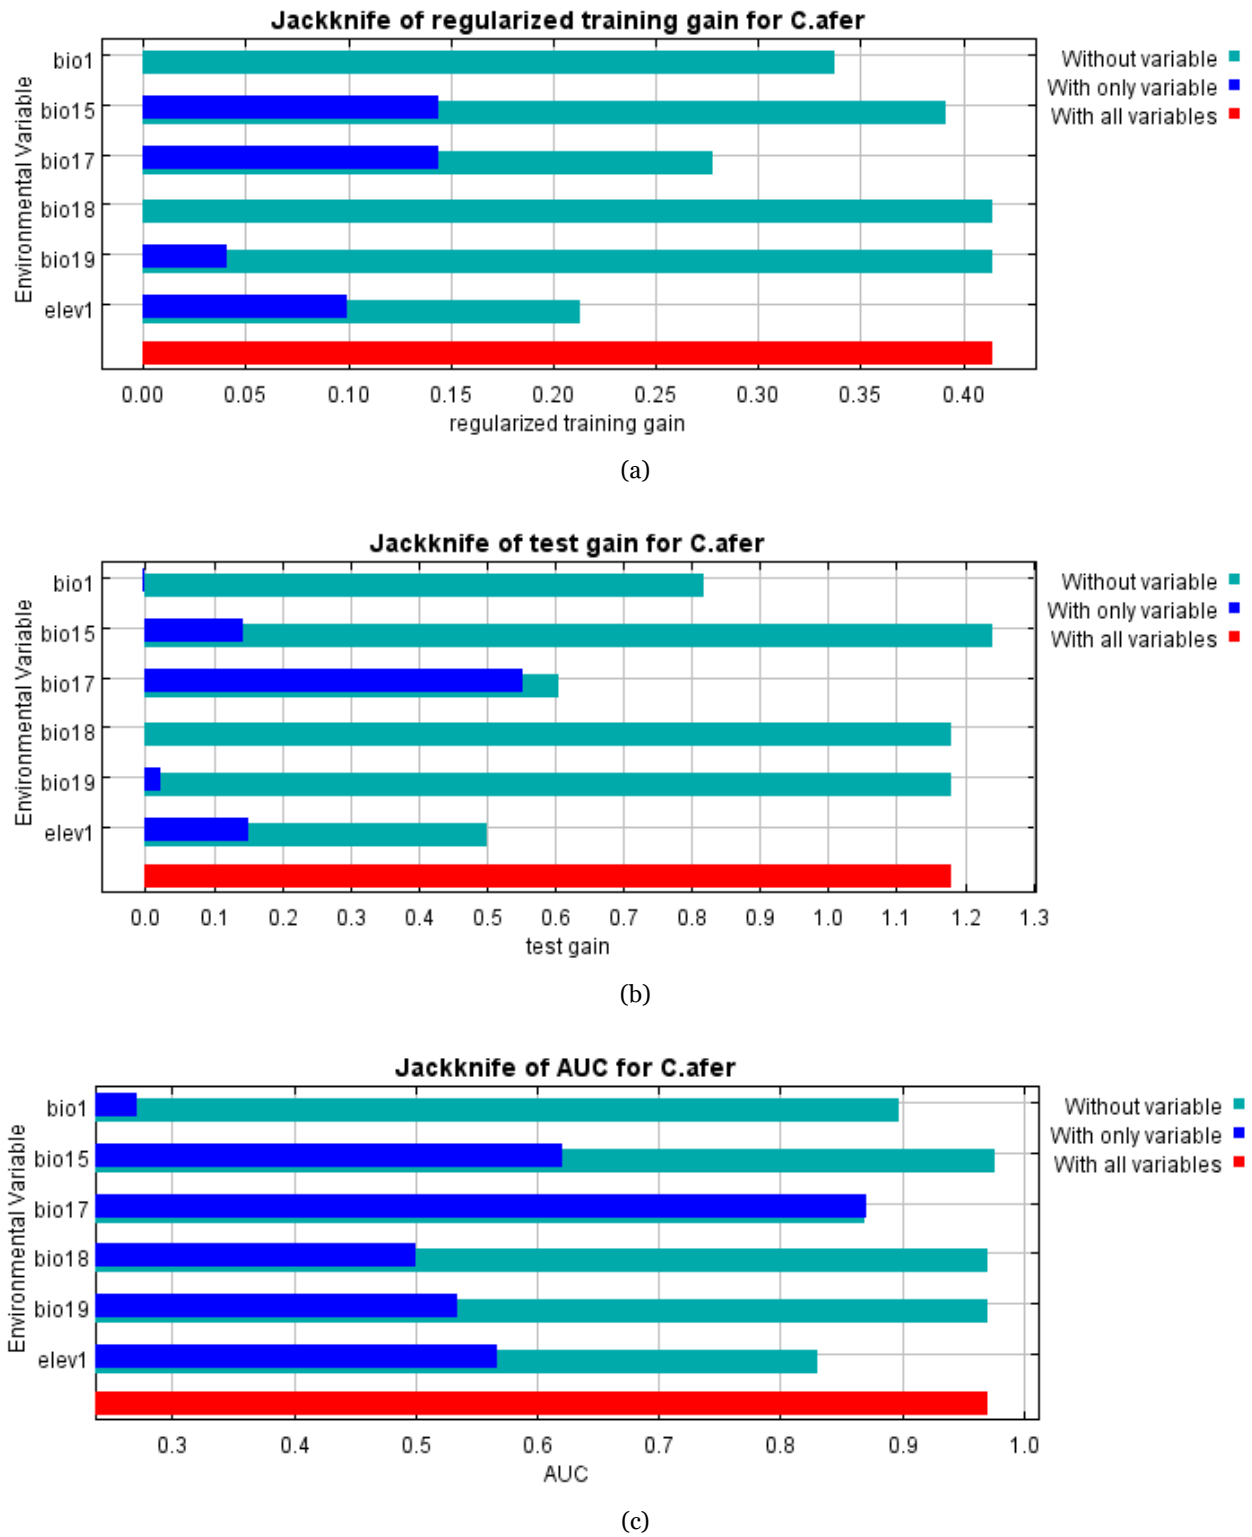 Jackknife of regularized training gain for C.afer
Environmental Variable
bio1
bio15
bio17
bio18
bio19
elev1
Without variable
With only variable
With all variables
0.00 0.05 0.10 0.15 0.20 0.25 0.30 0.35 0.40
regularized training gain
(a)
Jackknife of test gain for C.afer
Environmental Variable
bio1
bio15
bio17
bio18
bio19
elev1
Without variable
With only variable
With all variables
0.0 0.1 0.2 0.3 0.4 0.5 0.6 0.7 0.8 0.9 1.0 1.1 1.2 1.3
test gain
(b)
Jackknife of AUC for C.afer
Environmental Variable
bio1
bio15
bio17
bio18
bio19
elev1
Without variable
With only variable
With all variables
0.3 0.4 0.5 0.6 0.7 0.8 0.9 1.0
AUC
(c)